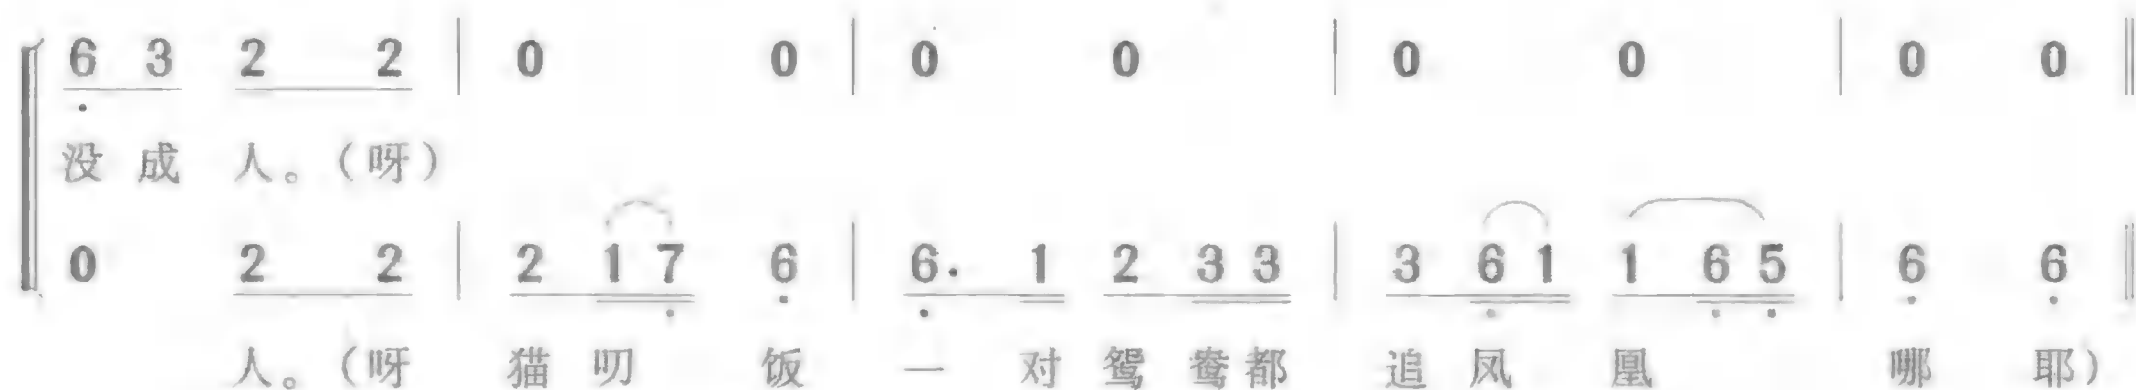 6 3 2 2 | 0 0 | 0 0 | 0 0 | 0 0 ‖
没 成 人。（呀）
0 2 2 | 2 1 7 6 | 6. 1 2 3 3 | 3 6 1 1 6 5 | 6 6 ‖
人。（呀 猫 叨 饭 一 对 鸳 鸯 都 追 凤 凰 哪 耶）